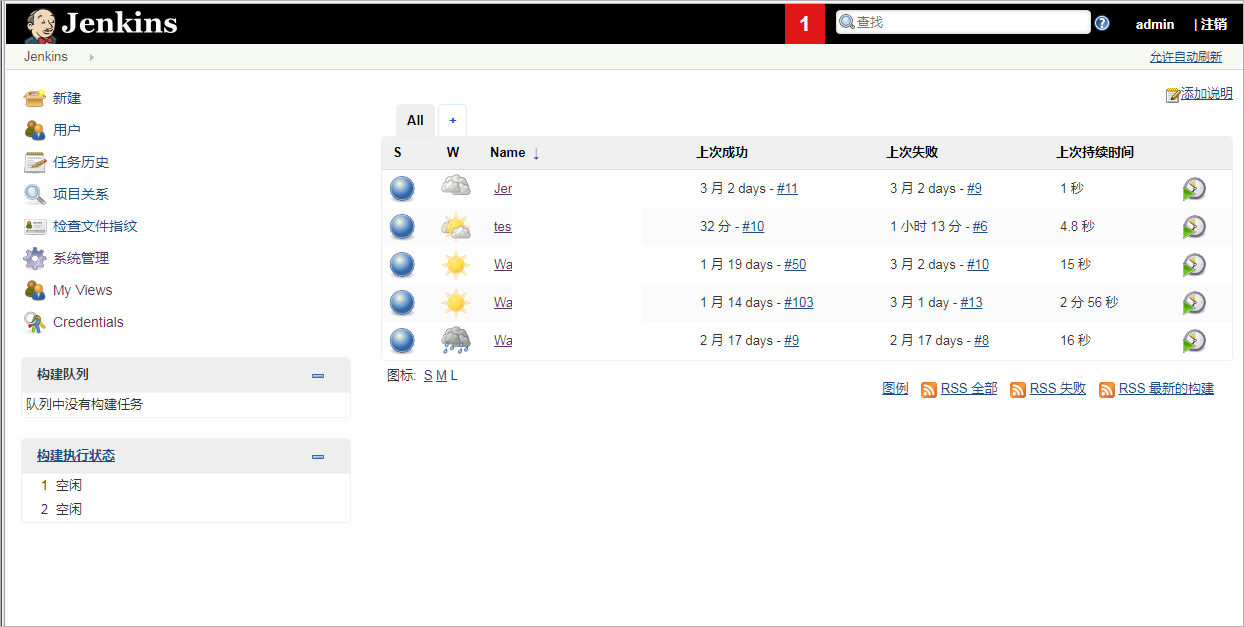 Jenkins
1
查找
admin | 注销
Jenkins
允许自动刷新
添加说明
新建
用户
任务历史
项目关系
检查文件指纹
系统管理
My Views
Credentials
构建队列
队列中没有构建任务
构建执行状态
1 空闲
2 空闲
All +
S W Name ↓ 上次成功 上次失败 上次持续时间
Jer 3 月 2 days - #11 3 月 2 days - #9 1 秒
tes 32 分 - #10 1 小时 13 分 - #6 4.8 秒
Wa 1 月 19 days - #50 3 月 2 days - #10 15 秒
Wa 1 月 14 days - #103 3 月 1 day - #13 2 分 56 秒
Wa 2 月 17 days - #9 2 月 17 days - #8 16 秒
图标: S M L
图例 RSS 全部 RSS 失败 RSS 最新的构建